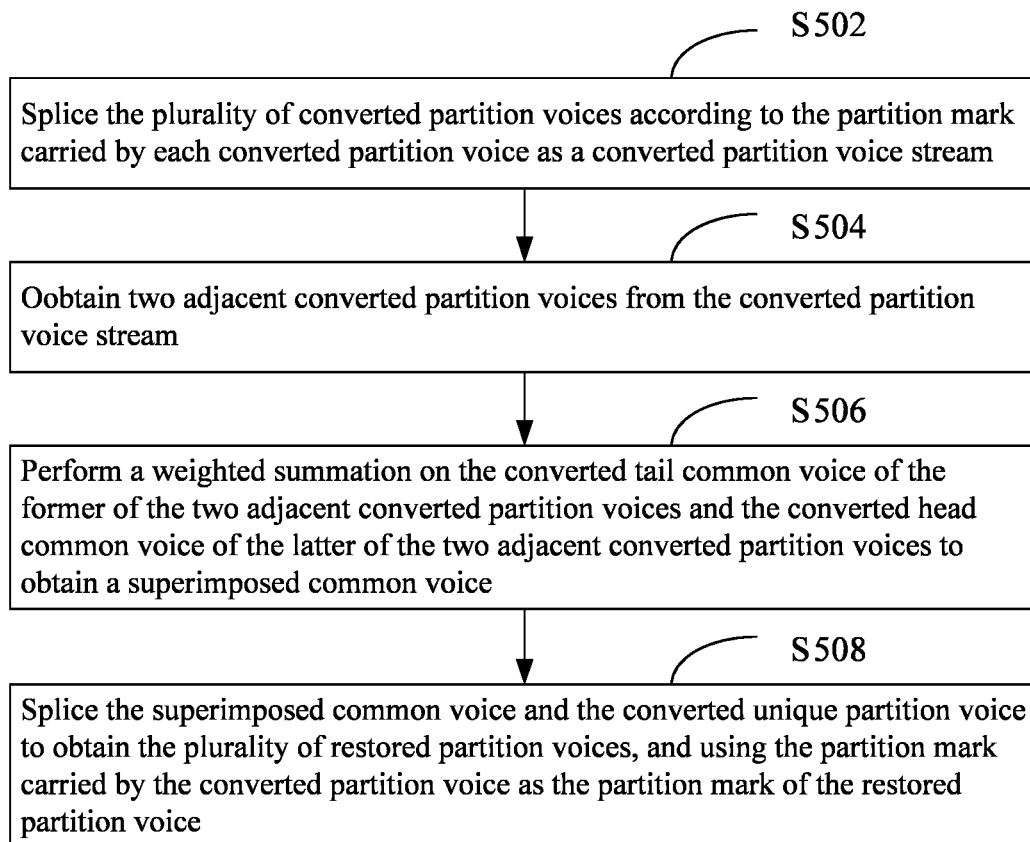 S502
Splice the plurality of converted partition voices according to the partition mark
carried by each converted partition voice as a converted partition voice stream
S504
Oobtain two adjacent converted partition voices from the converted partition
voice stream
S506
Perform a weighted summation on the converted tail common voice of the
former of the two adjacent converted partition voices and the converted head
common voice of the latter of the two adjacent converted partition voices to
obtain a superimposed common voice
S508
Splice the superimposed common voice and the converted unique partition voice
to obtain the plurality of restored partition voices, and using the partition mark
carried by the converted partition voice as the partition mark of the restored
partition voice